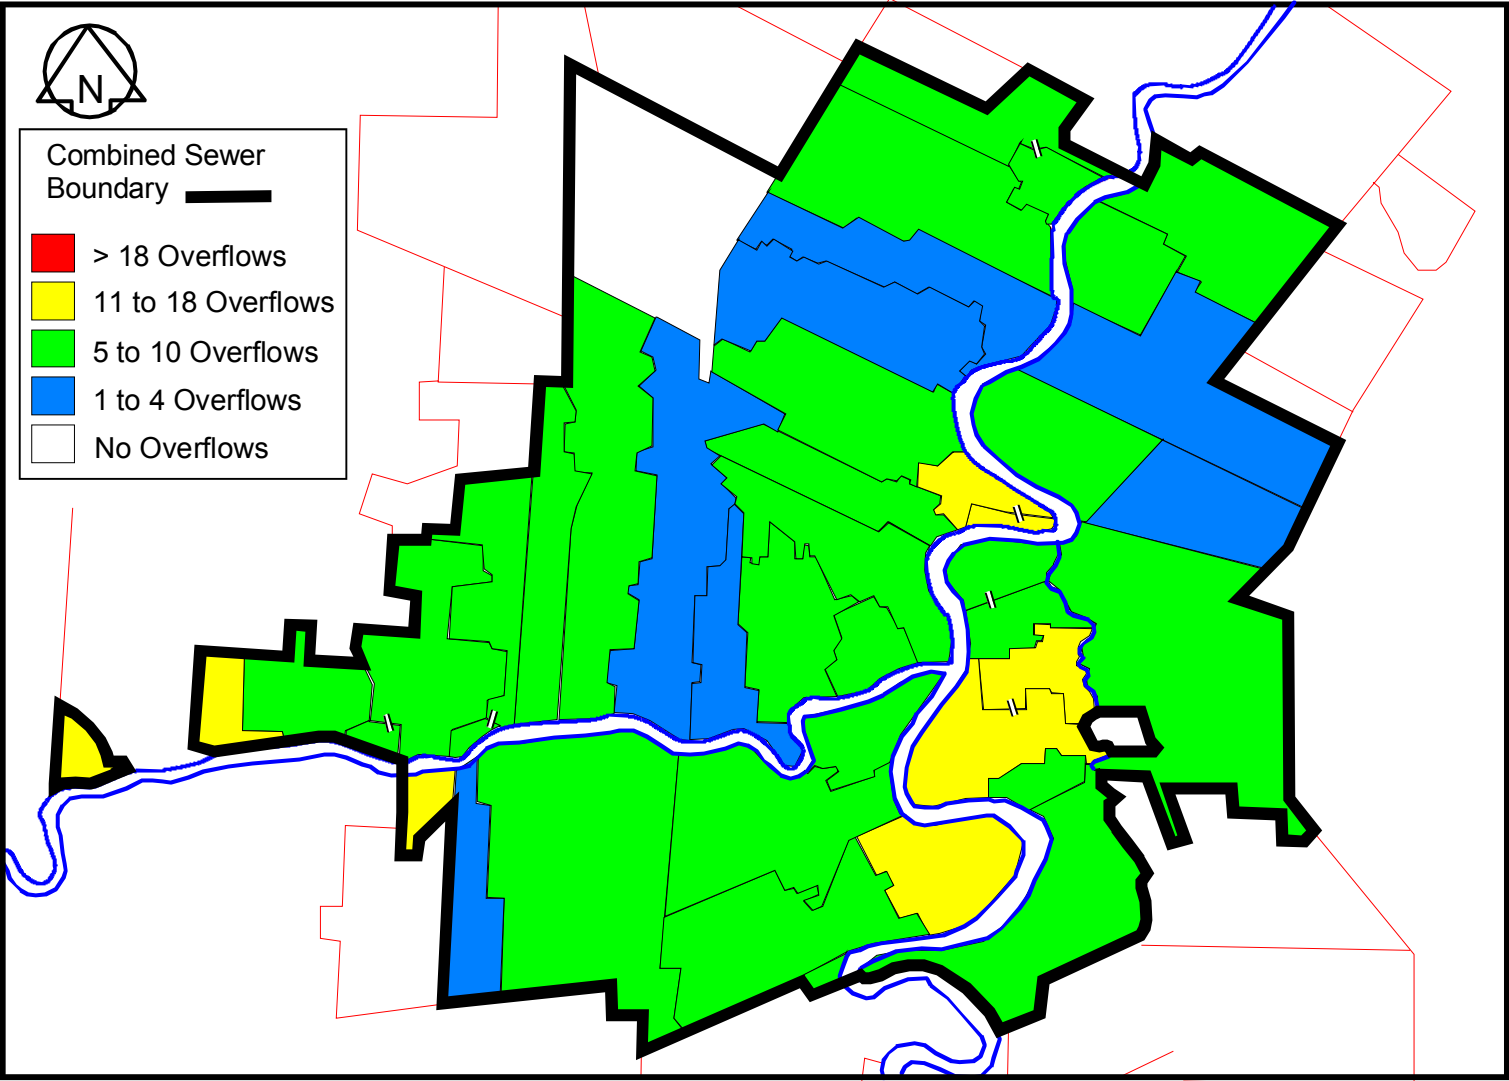 N
Combined Sewer
Boundary
> 18 Overflows
11 to 18 Overflows
5 to 10 Overflows
1 to 4 Overflows
No Overflows